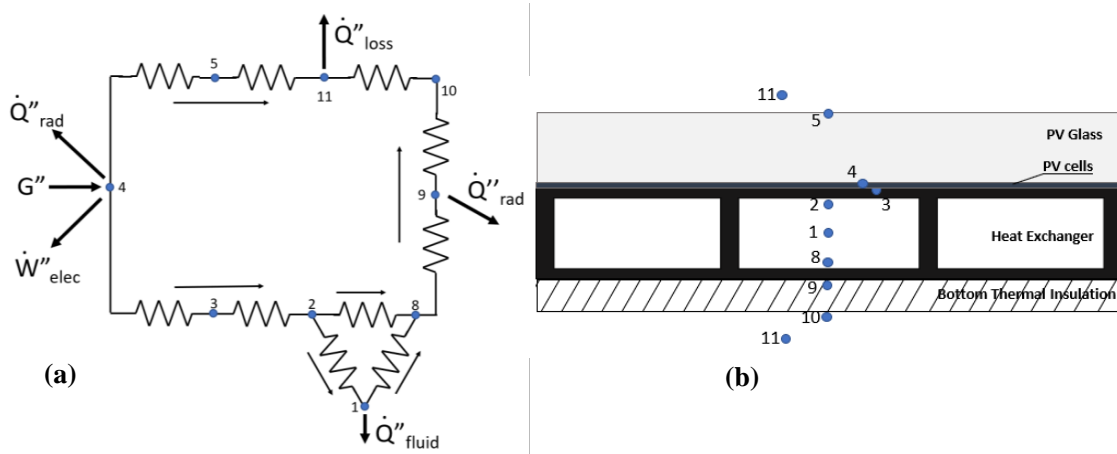 Q̇″loss
5
11
10
Q̇″rad
G″
4
Ẇ″elec
9
Q̇″rad
3
2
8
1
Q̇″fluid
(a)
11
5
PV Glass
PV cells
4
3
2
1
Heat Exchanger
8
9
Bottom Thermal Insulation
10
11
(b)